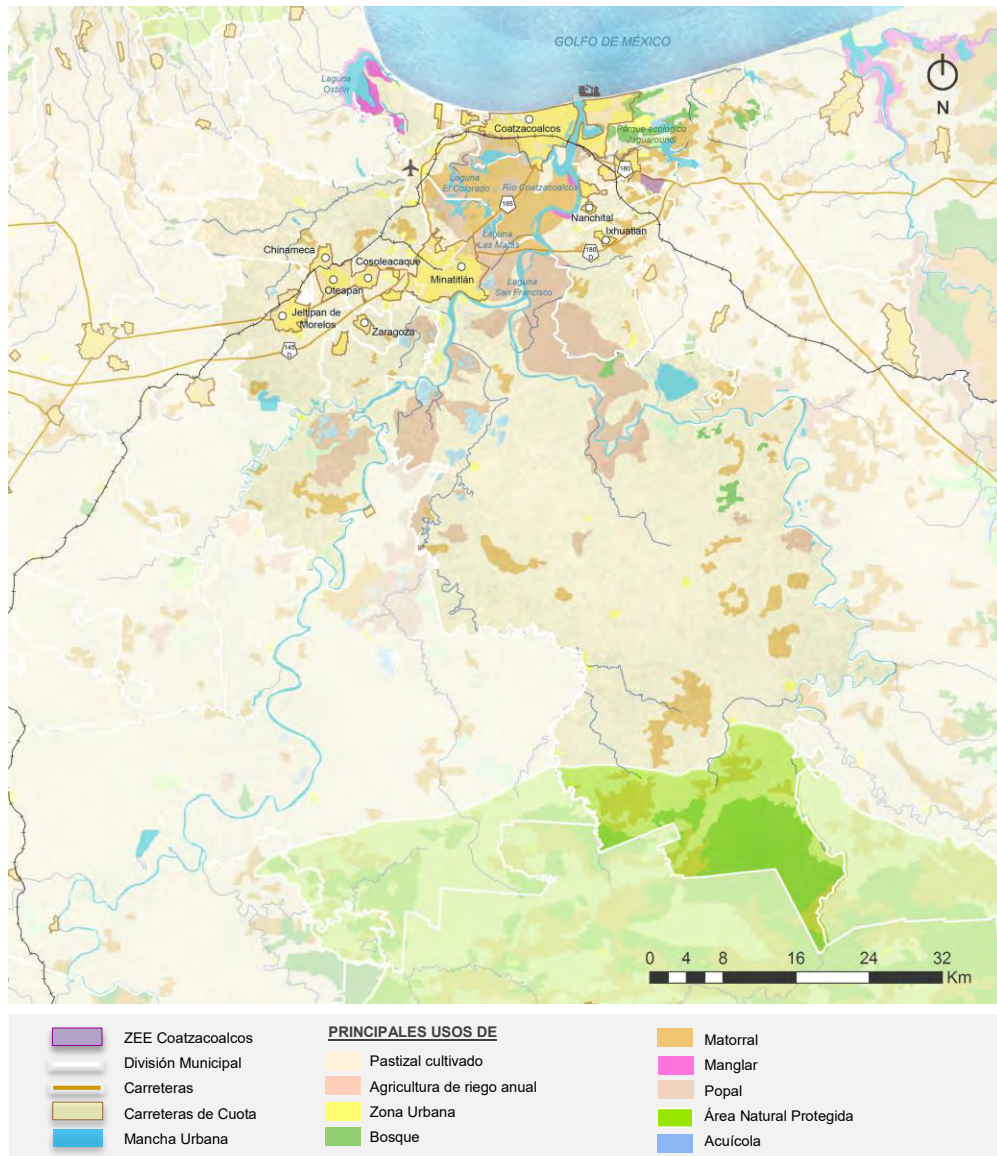 GOLFO DE MÉXICO
Laguna
Ostión
N
Coatzacoalcos
Parque ecológico
Jaguaroundi
180
Laguna
El Colorado
Río Coatzacoalcos
185
Nanchital
Laguna
Las Matas
Ixhuatlán
180
D
Chinameca
Cosoleacaque
Minatitlán
Oteapan
Laguna
San Francisco
Jeltipan de
Morelos
Zaragoza
145
D
0 4 8 16 24 32
Km
ZEE Coatzacoalcos
División Municipal
Carreteras
Carreteras de Cuota
Mancha Urbana
PRINCIPALES USOS DE
Pastizal cultivado
Agricultura de riego anual
Zona Urbana
Bosque
Matorral
Manglar
Popal
Área Natural Protegida
Acuícola